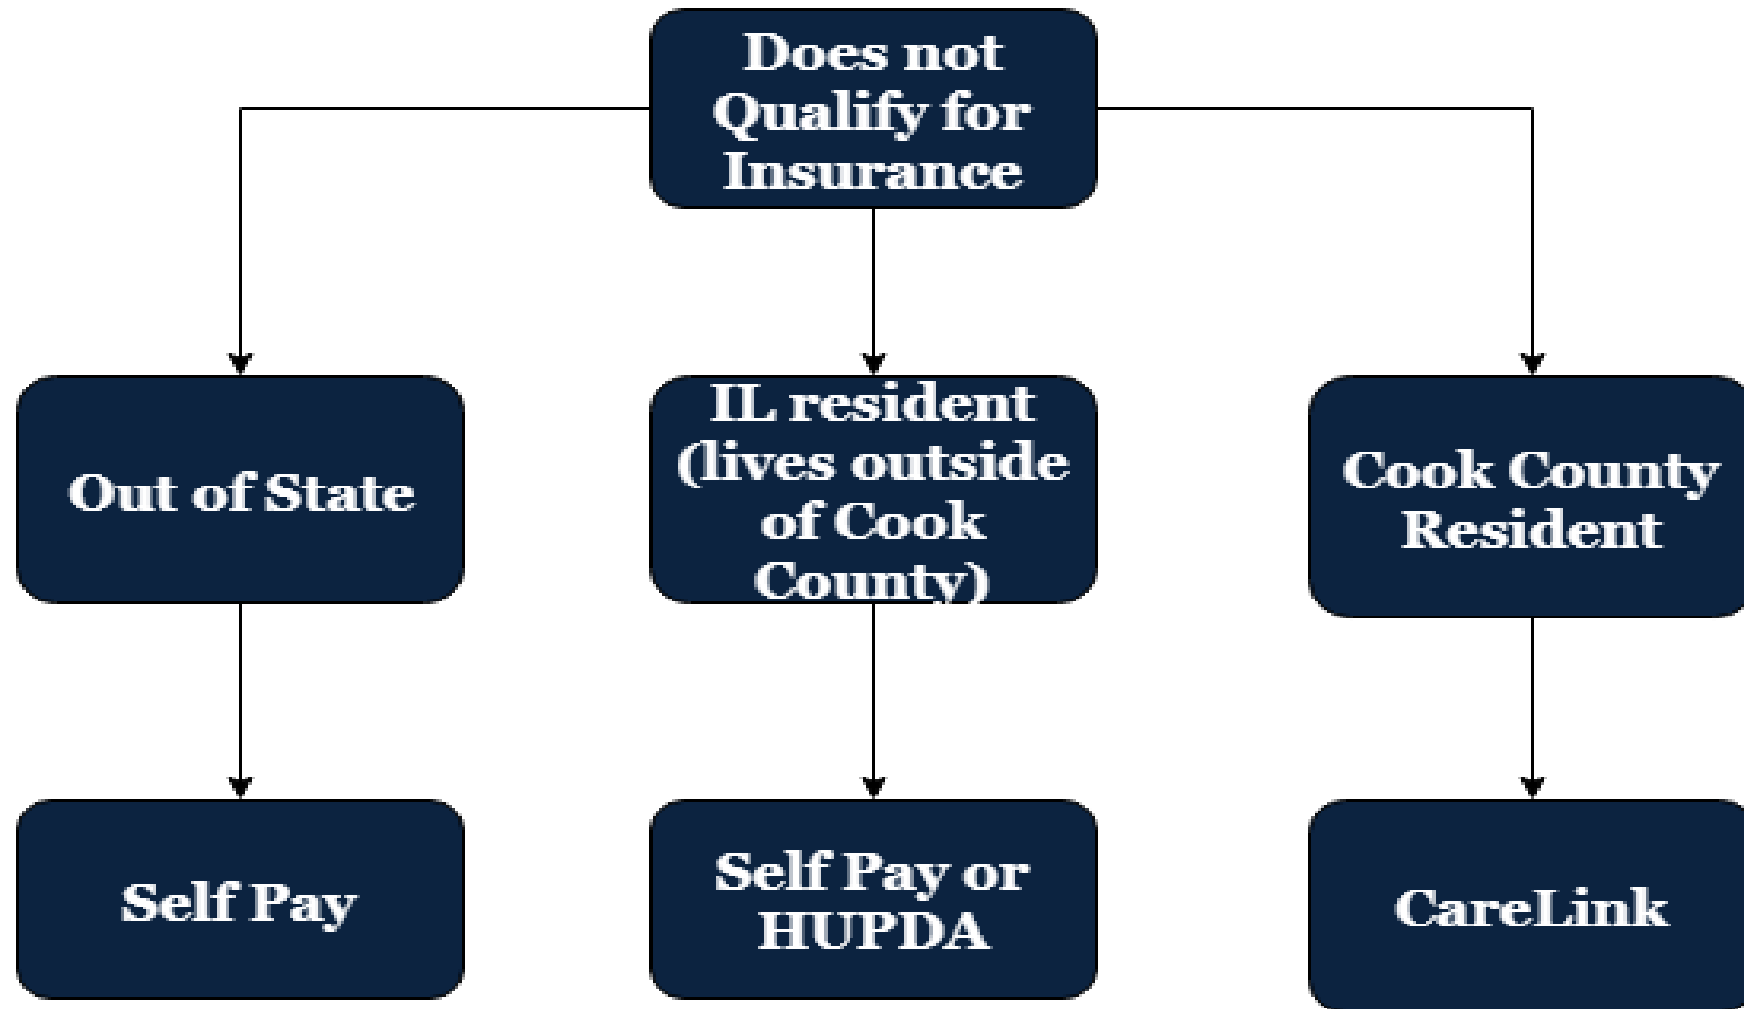 Does not
Qualify for
Insurance
Out of State
IL resident
(lives outside
of Cook
County)
Cook County
Resident
Self Pay
Self Pay or
HUPDA
CareLink